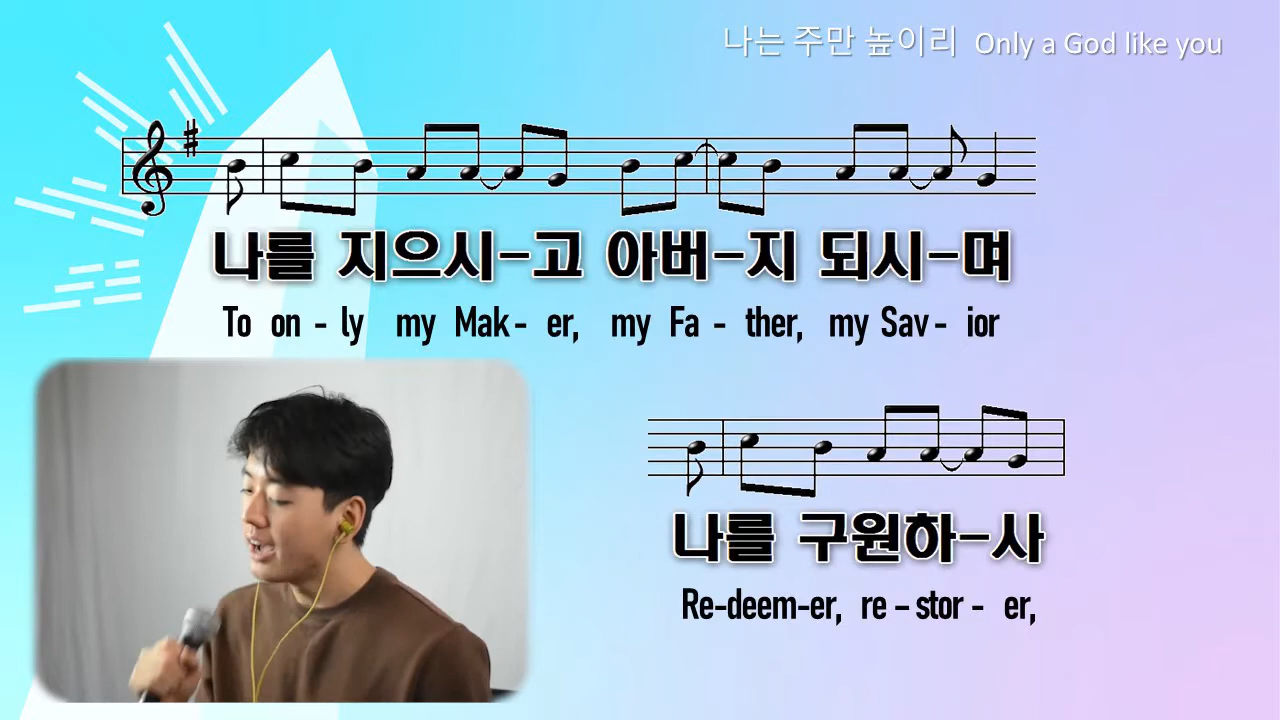 나는 주만 높이리 Only a God like you
나를 지으시-고 아버-지 되시-며
To on - ly my Mak - er, my Fa - ther, my Sav - ior
나를 구원하-사
Re-deem-er, re - stor - er,